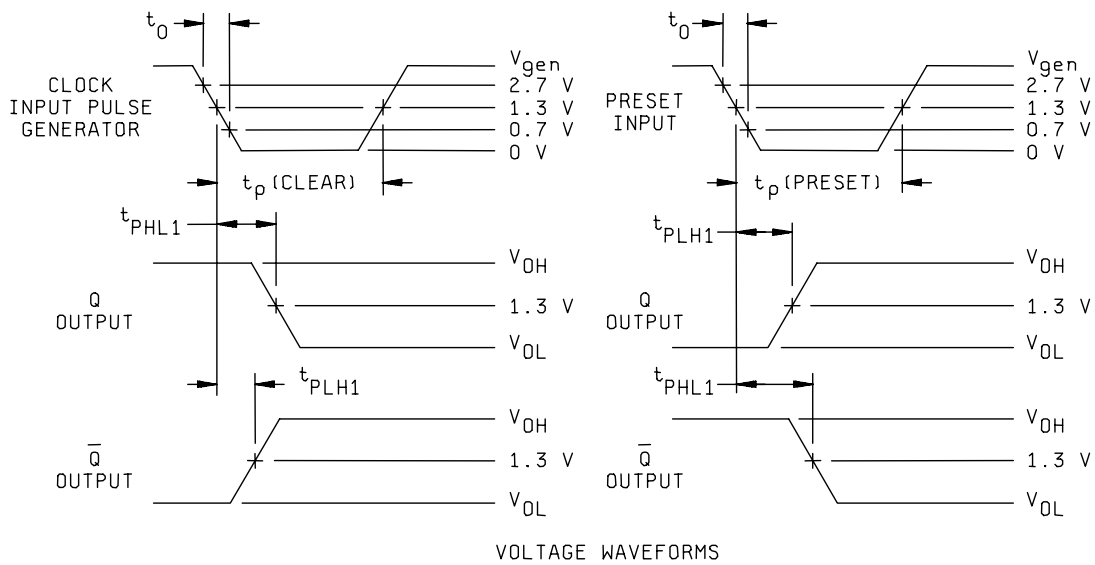 t0
CLOCK
INPUT PULSE
GENERATOR
Vgen
2.7 V
1.3 V
0.7 V
0 V
tp (CLEAR)
tPHL1
Q
OUTPUT
VOH
1.3 V
VOL
tPLH1
Q̅
OUTPUT
VOH
1.3 V
VOL
t0
PRESET
INPUT
Vgen
2.7 V
1.3 V
0.7 V
0 V
tp (PRESET)
tPLH1
Q
OUTPUT
VOH
1.3 V
VOL
tPHL1
Q̅
OUTPUT
VOH
1.3 V
VOL
VOLTAGE WAVEFORMS